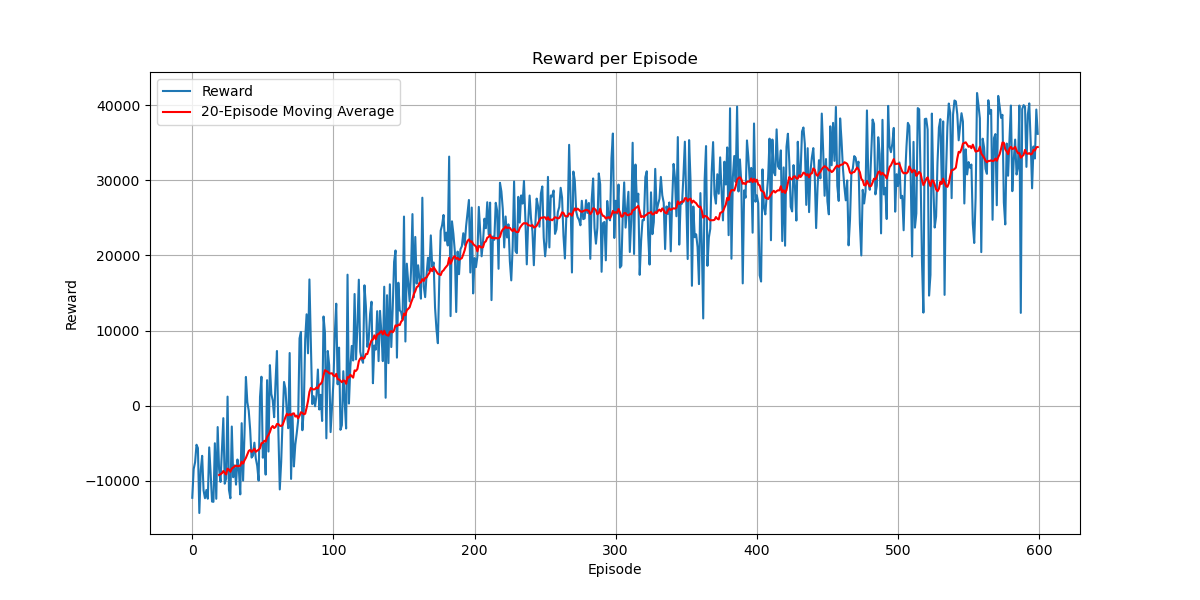 Reward per Episode
Reward
20-Episode Moving Average
40000
30000
20000
10000
0
−10000
Reward
0
100
200
300
400
500
600
Episode